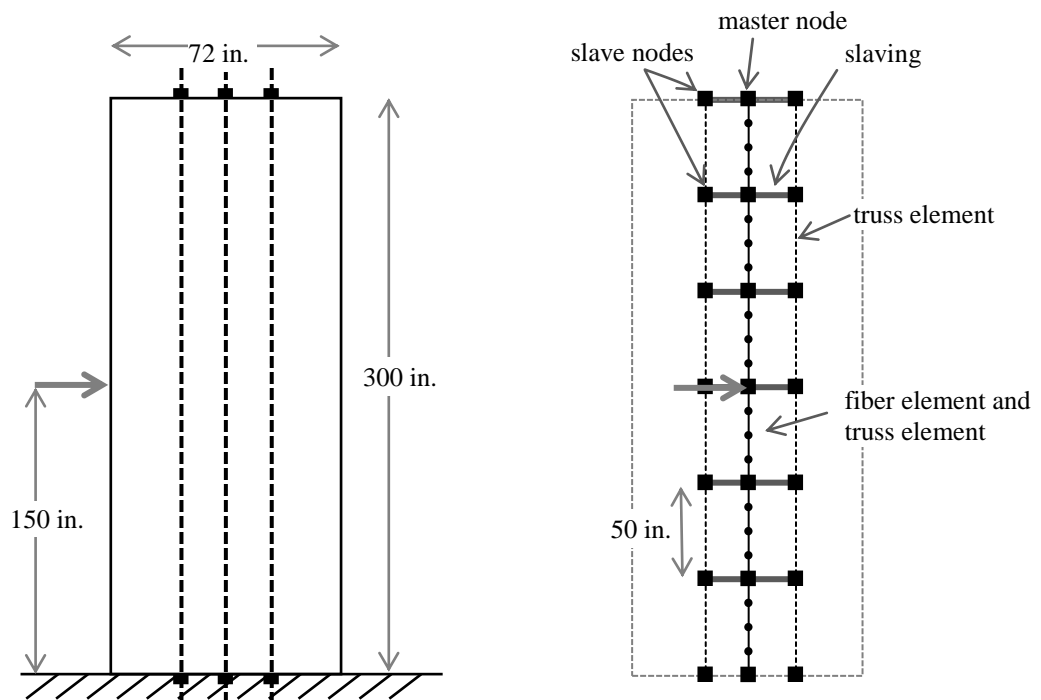 72 in.
300 in.
150 in.
master node
slave nodes
slaving
truss element
fiber element and
truss element
50 in.